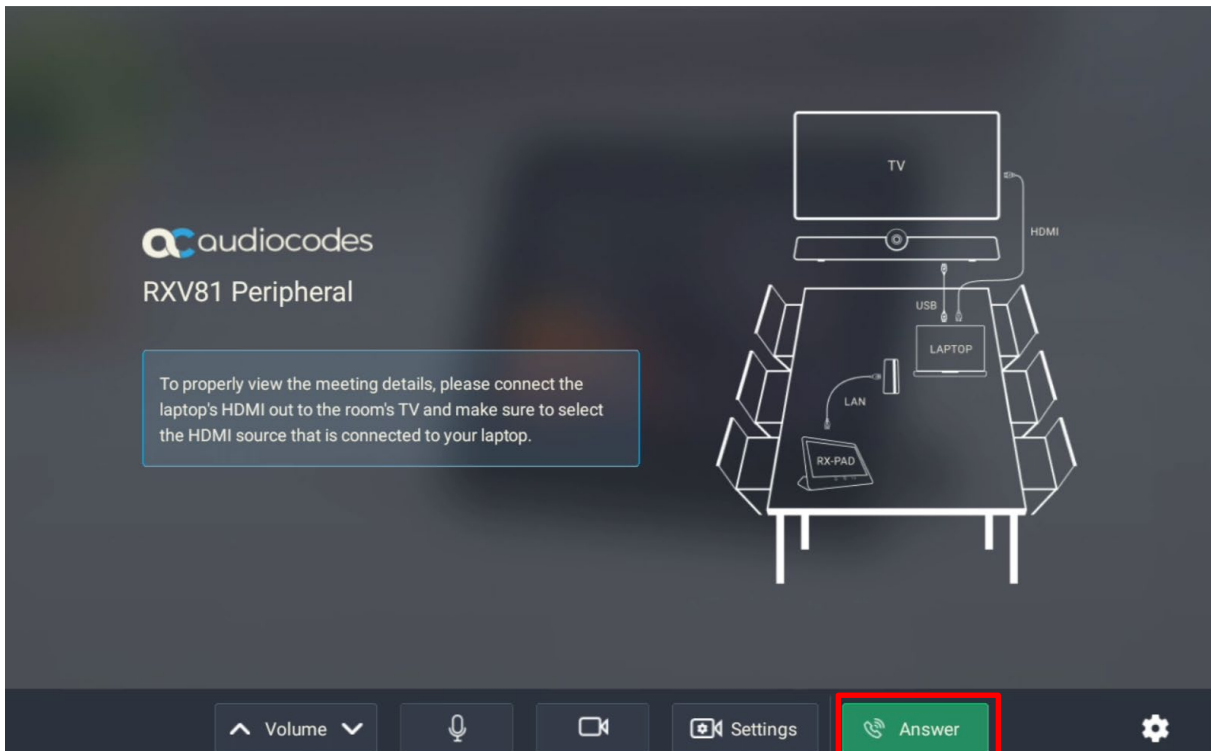 audiocodes
RXV81 Peripheral
To properly view the meeting details, please connect the
laptop's HDMI out to the room's TV and make sure to select
the HDMI source that is connected to your laptop.
TV
HDMI
USB
LAPTOP
LAN
RX-PAD
Volume
Settings
Answer